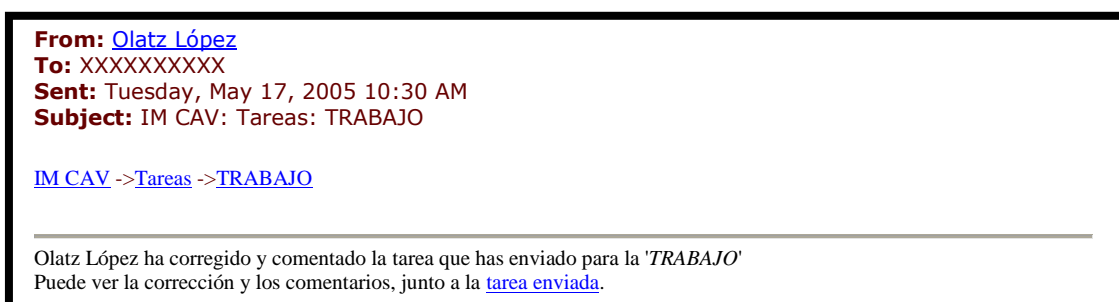 From: Olatz López
To: XXXXXXXXXX
Sent: Tuesday, May 17, 2005 10:30 AM
Subject: IM CAV: Tareas: TRABAJO
IM CAV ->Tareas ->TRABAJO
Olatz López ha corregido y comentado la tarea que has enviado para la 'TRABAJO'
Puede ver la corrección y los comentarios, junto a la tarea enviada.